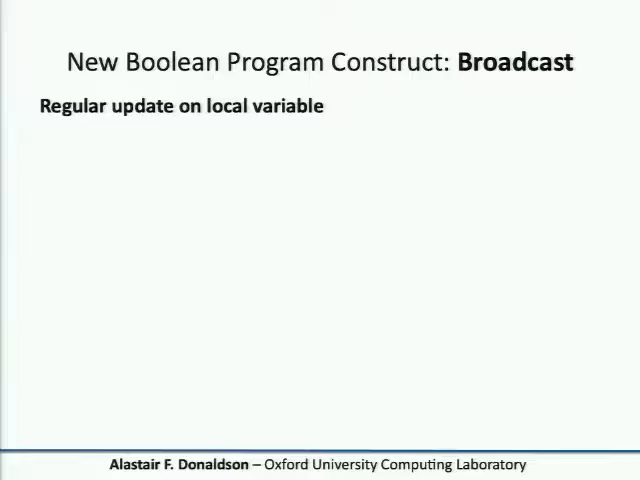 New Boolean Program Construct: Broadcast
Regular update on local variable
Alastair F. Donaldson – Oxford University Computing Laboratory